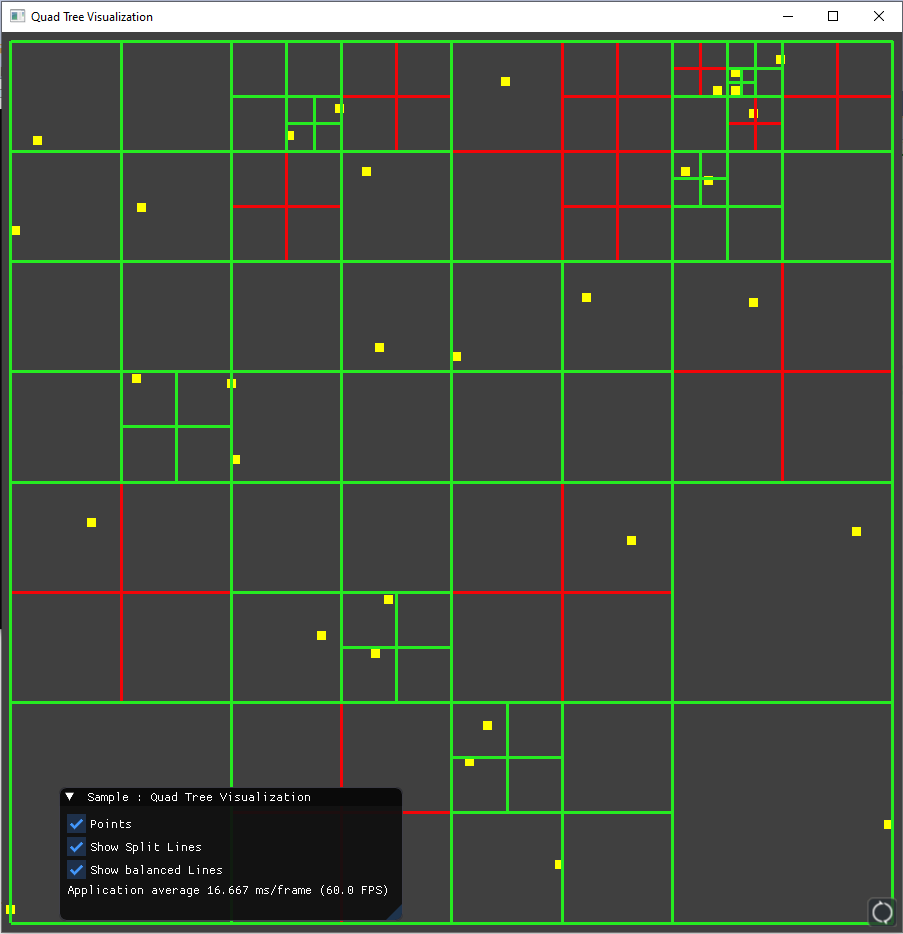 Quad Tree Visualization
Sample : Quad Tree Visualization
Points
Show Split Lines
Show balanced Lines
Application average 16.667 ms/frame (60.0 FPS)